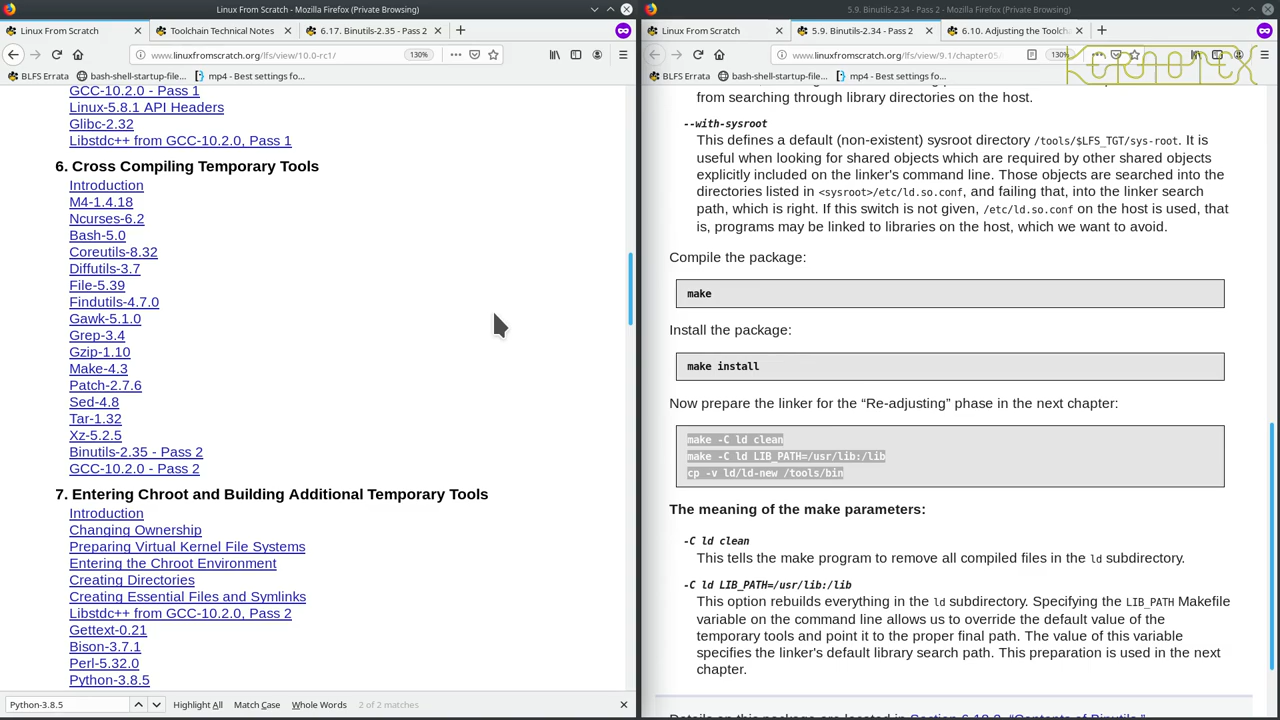 Linux From Scratch - Mozilla Firefox (Private Browsing)
Linux From Scratch
Toolchain Technical Notes
6.17. Binutils-2.35 - Pass 2
www.linuxfromscratch.org/lfs/view/10.0-rc1/
130%
BLFS Errata
bash-shell-startup-file...
mp4 - Best settings fo...
GCC-10.2.0 - Pass 1
Linux-5.8.1 API Headers
Glibc-2.32
Libstdc++ from GCC-10.2.0, Pass 1
6. Cross Compiling Temporary Tools
Introduction
M4-1.4.18
Ncurses-6.2
Bash-5.0
Coreutils-8.32
Diffutils-3.7
File-5.39
Findutils-4.7.0
Gawk-5.1.0
Grep-3.4
Gzip-1.10
Make-4.3
Patch-2.7.6
Sed-4.8
Tar-1.32
Xz-5.2.5
Binutils-2.35 - Pass 2
GCC-10.2.0 - Pass 2
7. Entering Chroot and Building Additional Temporary Tools
Introduction
Changing Ownership
Preparing Virtual Kernel File Systems
Entering the Chroot Environment
Creating Directories
Creating Essential Files and Symlinks
Libstdc++ from GCC-10.2.0, Pass 2
Gettext-0.21
Bison-3.7.1
Perl-5.32.0
Python-3.8.5
Python-3.8.5
Highlight All
Match Case
Whole Words
2 of 2 matches
5.9. Binutils-2.34 - Pass 2 - Mozilla Firefox (Private Browsing)
Linux From Scratch
5.9. Binutils-2.34 - Pass 2
6.10. Adjusting the Toolch
www.linuxfromscratch.org/lfs/view/9.1/chapter05/
130%
BLFS Errata
bash-shell-startup-file...
mp4 - Best settings fo...
from searching through library directories on the host.
--with-sysroot
This defines a default (non-existent) sysroot directory /tools/$LFS_TGT/sys-root. It is
useful when looking for shared objects which are required by other shared objects
explicitly included on the linker's command line. Those objects are searched into the
directories listed in <sysroot>/etc/ld.so.conf, and failing that, into the linker search
path, which is right. If this switch is not given, /etc/ld.so.conf on the host is used, that
is, programs may be linked to libraries on the host, which we want to avoid.
Compile the package:
make
Install the package:
make install
Now prepare the linker for the “Re-adjusting” phase in the next chapter:
make -C ld clean
make -C ld LIB_PATH=/usr/lib:/lib
cp -v ld/ld-new /tools/bin
The meaning of the make parameters:
-C ld clean
This tells the make program to remove all compiled files in the ld subdirectory.
-C ld LIB_PATH=/usr/lib:/lib
This option rebuilds everything in the ld subdirectory. Specifying the LIB_PATH Makefile
variable on the command line allows us to override the default value of the
temporary tools and point it to the proper final path. The value of this variable
specifies the linker's default library search path. This preparation is used in the next
chapter.